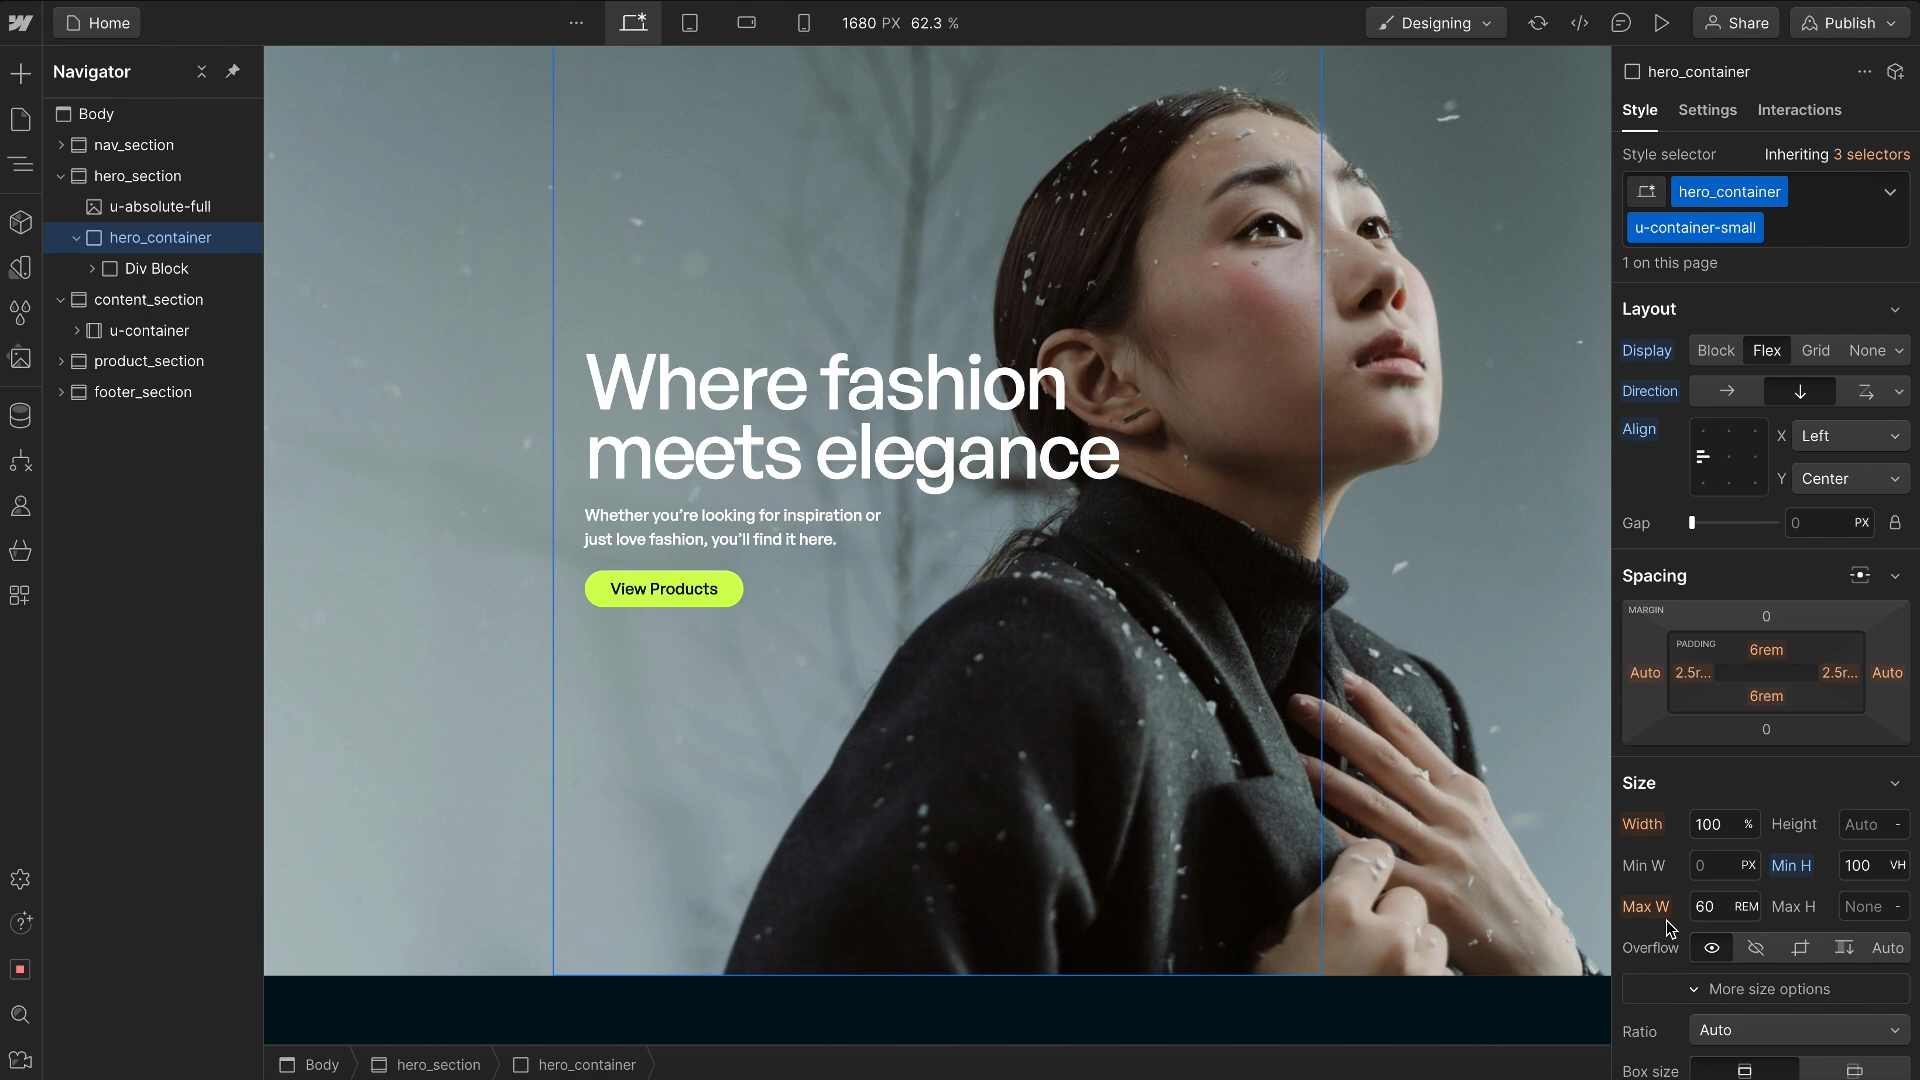 Home
1680 PX 62.3 %
Designing
Share
Publish
Navigator
Body
nav_section
hero_section
u-absolute-full
hero_container
Div Block
content_section
u-container
product_section
footer_section
Where fashion
meets elegance
Whether you're looking for inspiration or
just love fashion, you'll find it here.
View Products
Body
hero_section
hero_container
hero_container
Style Settings Interactions
Style selector Inheriting 3 selectors
hero_container
u-container-small
1 on this page
Layout
Display Block Flex Grid None
Direction
Align X Left
Y Center
Gap 0 PX
Spacing
MARGIN
0
PADDING
6rem
Auto 2.5r... 2.5r... Auto
6rem
0
Size
Width 100 % Height Auto -
Min W 0 PX Min H 100 VH
Max W 60 REM Max H None -
Overflow Auto
More size options
Ratio Auto
Box size